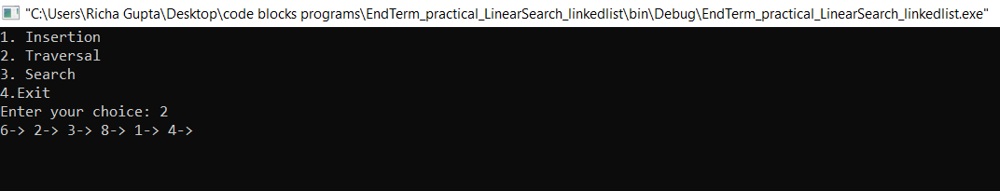 "C:\Users\Richa Gupta\Desktop\code blocks programs\EndTerm_practical_LinearSearch_linkedlist\bin\Debug\EndTerm_practical_LinearSearch_linkedlist.exe"
1. Insertion
2. Traversal
3. Search
4.Exit
Enter your choice: 2
6-> 2-> 3-> 8-> 1-> 4->